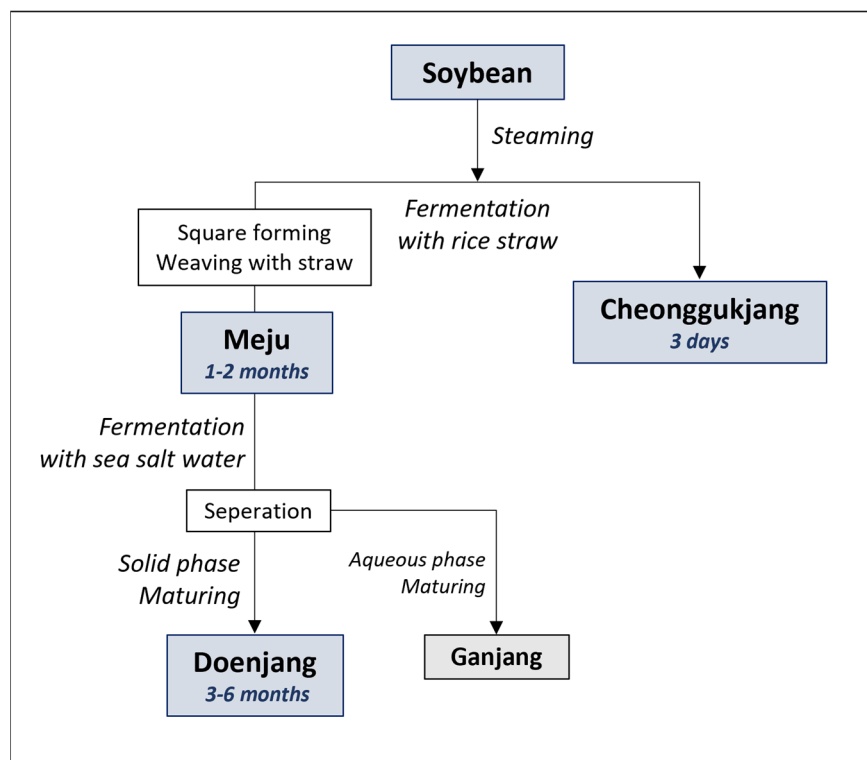 Soybean
Steaming
Fermentation
with rice straw
Square forming
Weaving with straw
Cheonggukjang
3 days
Meju
1-2 months
Fermentation
with sea salt water
Seperation
Solid phase
Maturing
Aqueous phase
Maturing
Doenjang
3-6 months
Ganjang